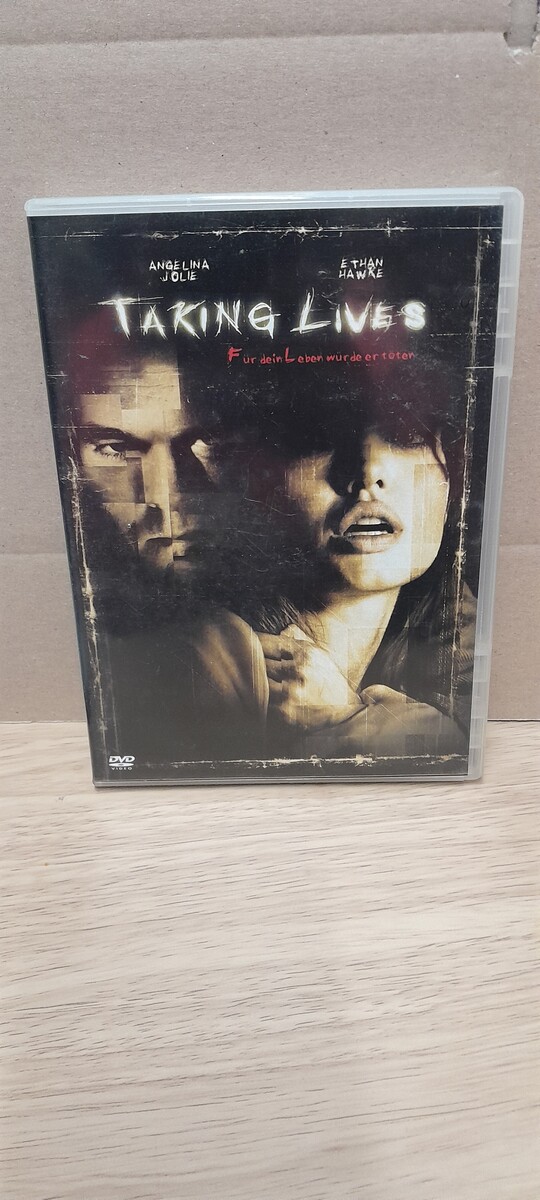 ANGELINA
JOLIE
ETHAN
HAWKE
TAKING LIVES
Für dein Leben würde er töten
DVD
VIDEO